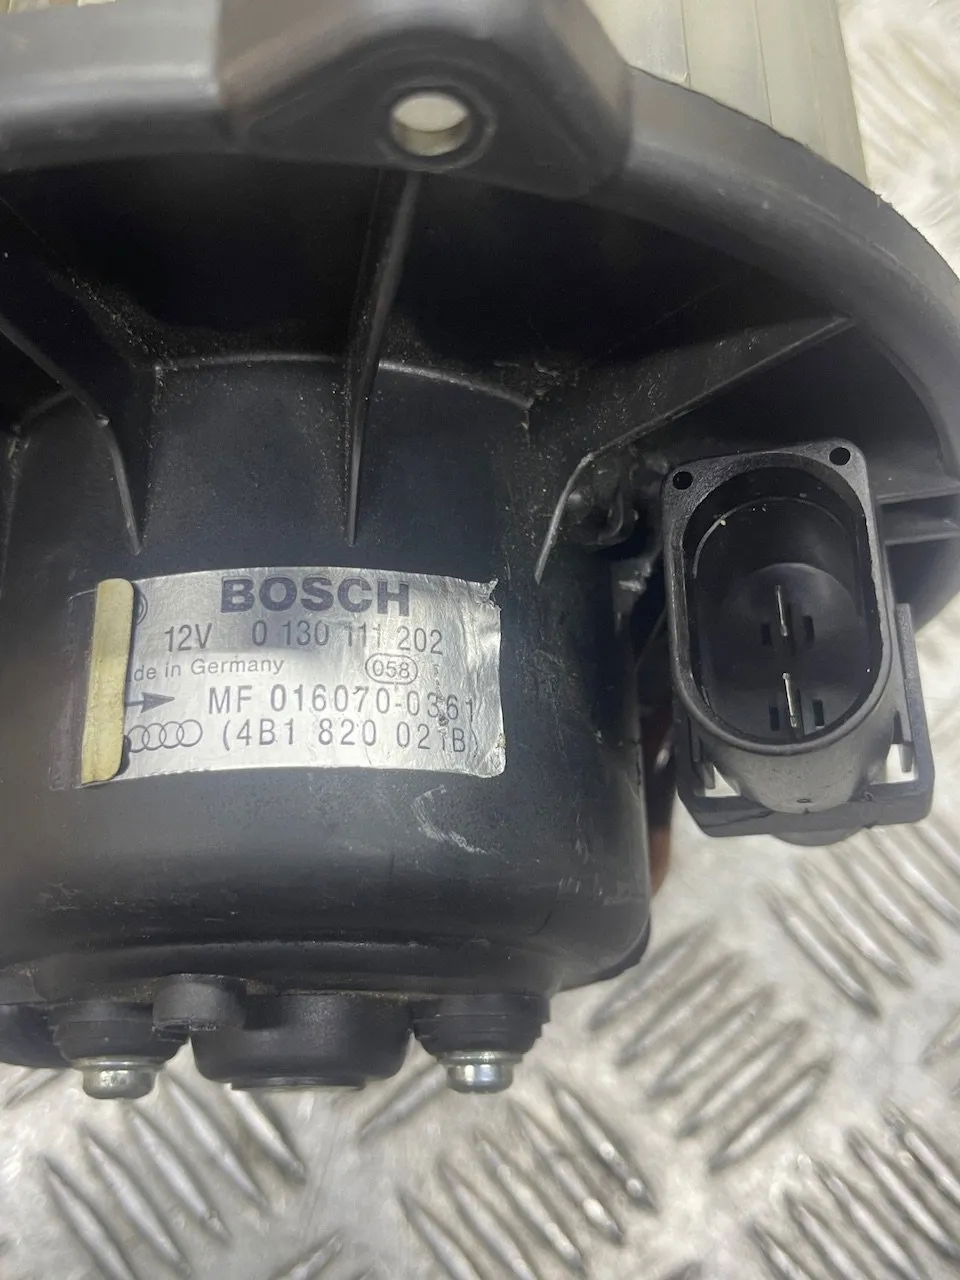 BOSCH
12V 0 130 111 202
de in Germany 058
MF 016070-0361
(4B1 820 021B)